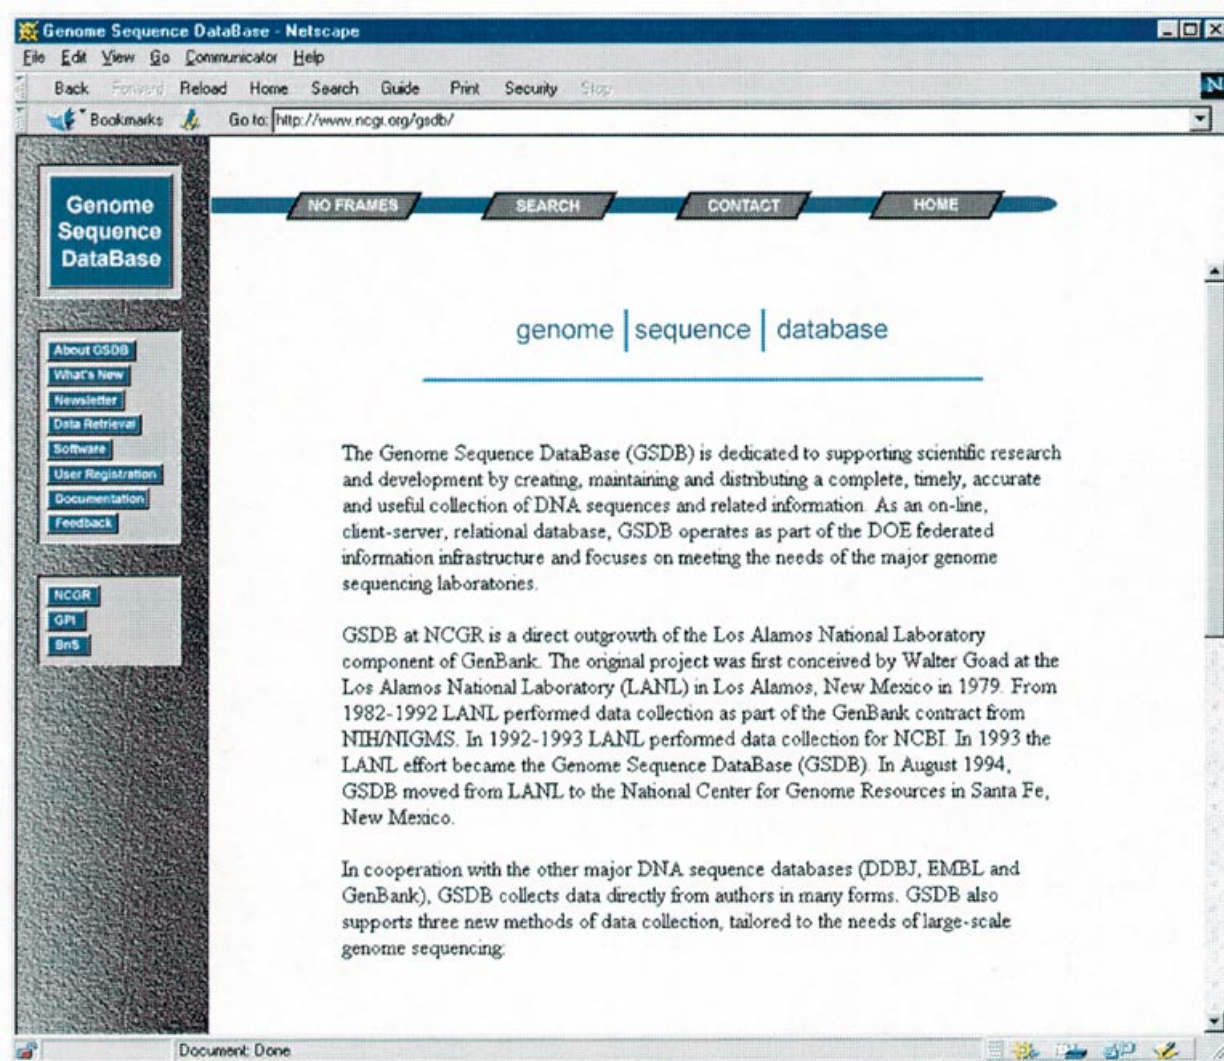 Genome Sequence DataBase - Netscape
File Edit View Go Communicator Help
Back Forward Reload Home Search Guide Print Security Stop
Bookmarks Go to: http://www.ncgi.org/gsdb/
N
Genome
Sequence
DataBase
NO FRAMES SEARCH CONTACT HOME
About GSDB
What's New
Newsletter
Data Retrieval
Software
User Registration
Documentation
Feedback
NCGR
GPI
BnS
genome sequence database
The Genome Sequence DataBase (GSDB) is dedicated to supporting scientific research
and development by creating, maintaining and distributing a complete, timely, accurate
and useful collection of DNA sequences and related information. As an on-line,
client-server, relational database, GSDB operates as part of the DOE federated
information infrastructure and focuses on meeting the needs of the major genome
sequencing laboratories.
GSDB at NCGR is a direct outgrowth of the Los Alamos National Laboratory
component of GenBank. The original project was first conceived by Walter Goad at the
Los Alamos National Laboratory (LANL) in Los Alamos, New Mexico in 1979. From
1982-1992 LANL performed data collection as part of the GenBank contract from
NIH/NIGMS. In 1992-1993 LANL performed data collection for NCBI. In 1993 the
LANL effort became the Genome Sequence DataBase (GSDB). In August 1994,
GSDB moved from LANL to the National Center for Genome Resources in Santa Fe,
New Mexico.
In cooperation with the other major DNA sequence databases (DDBJ, EMBL and
GenBank), GSDB collects data directly from authors in many forms. GSDB also
supports three new methods of data collection, tailored to the needs of large-scale
genome sequencing:
Document: Done